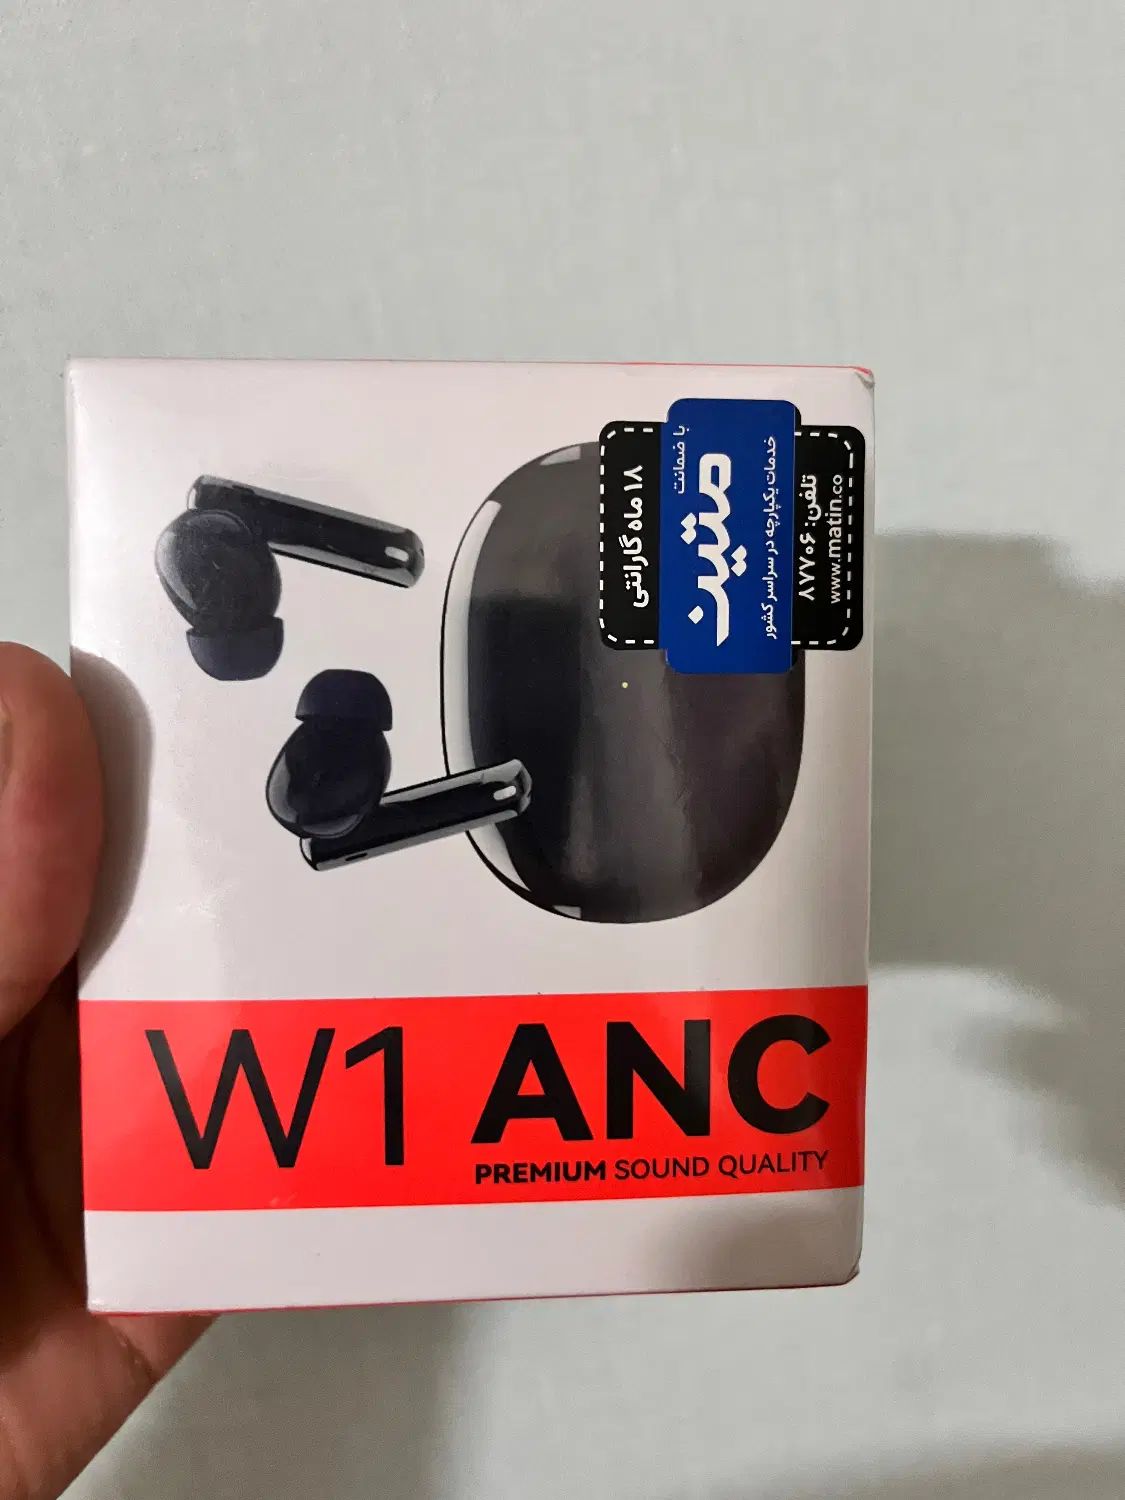 ۱۸ ماه گارانتی
با ضمانت
متین
خدمات یکپارچه در سراسر کشور
تلفن: ۸۷۷۰۶
www.matin.co
W1 ANC
PREMIUM SOUND QUALITY